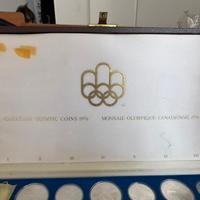 CANADIAN OLYMPIC COINS 1976 MONNAIE OLYMPIQUE CANADIENNE 1976